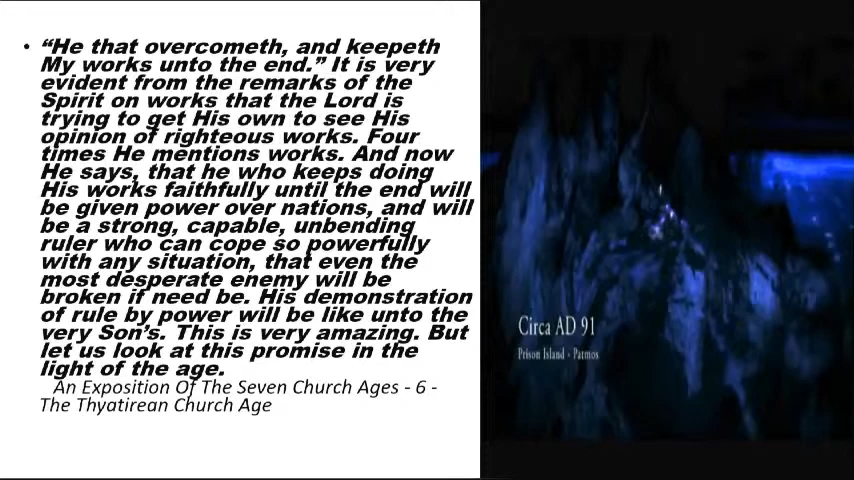 • “He that overcometh, and keepeth
My works unto the end.” It is very
evident from the remarks of the
Spirit on works that the Lord is
trying to get His own to see His
opinion of righteous works. Four
times He mentions works. And now
He says, that he who keeps doing
His works faithfully until the end will
be given power over nations, and will
be a strong, capable, unbending
ruler who can cope so powerfully
with any situation, that even the
most desperate enemy will be
broken if need be. His demonstration
of rule by power will be like unto the
very Son’s. This is very amazing. But
let us look at this promise in the
light of the age.
An Exposition Of The Seven Church Ages - 6 -
The Thyatirean Church Age
Circa AD 91
Prison Island - Patmos